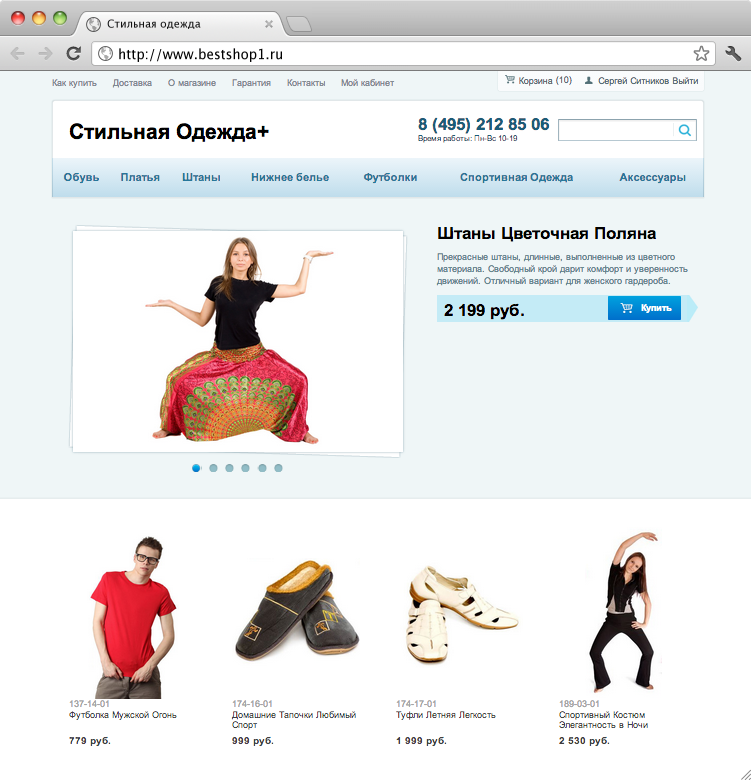 Стильная одежда
http://www.bestshop1.ru
Как купить Доставка О магазине Гарантия Контакты Мой кабинет Корзина (10) Сергей Ситников Выйти
Стильная Одежда+
8 (495) 212 85 06
Время работы: Пн-Вс 10-19
Обувь Платья Штаны Нижнее белье Футболки Спортивная Одежда Аксессуары
Штаны Цветочная Поляна
Прекрасные штаны, длинные, выполненные из цветного
материала. Свободный крой дарит комфорт и уверенность
движений. Отличный вариант для женского гардероба.
2 199 руб. Купить
137-14-01
Футболка Мужской Огонь
779 руб.
174-16-01
Домашние Тапочки Любимый
Спорт
999 руб.
174-17-01
Туфли Летняя Легкость
1 999 руб.
189-03-01
Спортивный Костюм
Элегантность в Ночи
2 530 руб.